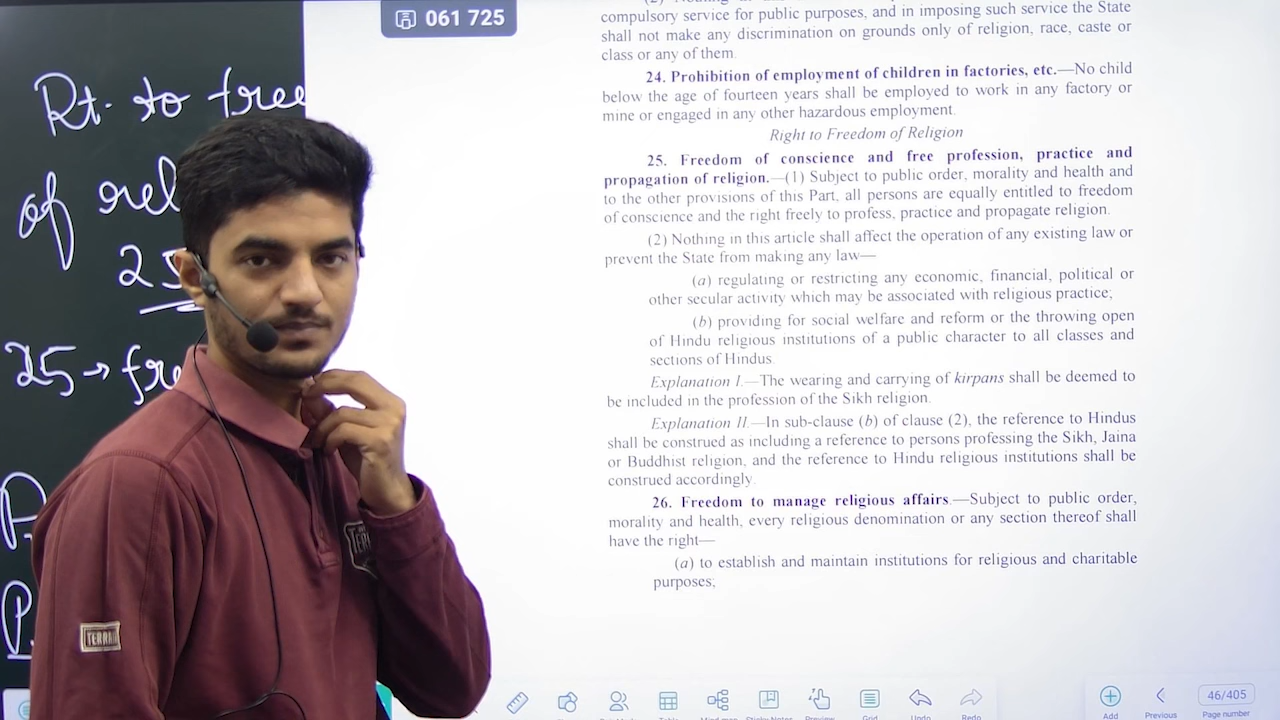 061 725
Rt. to free
of rel
25
25→ fre
P
P
(2) Nothing in
compulsory service for public purposes, and in imposing such service the State
shall not make any discrimination on grounds only of religion, race, caste or
class or any of them.
24. Prohibition of employment of children in factories, etc.—No child
below the age of fourteen years shall be employed to work in any factory or
mine or engaged in any other hazardous employment.
Right to Freedom of Religion
25. Freedom of conscience and free profession, practice and
propagation of religion.—(1) Subject to public order, morality and health and
to the other provisions of this Part, all persons are equally entitled to freedom
of conscience and the right freely to profess, practice and propagate religion.
(2) Nothing in this article shall affect the operation of any existing law or
prevent the State from making any law—
(a) regulating or restricting any economic, financial, political or
other secular activity which may be associated with religious practice;
(b) providing for social welfare and reform or the throwing open
of Hindu religious institutions of a public character to all classes and
sections of Hindus.
Explanation I.—The wearing and carrying of kirpans shall be deemed to
be included in the profession of the Sikh religion.
Explanation II.—In sub-clause (b) of clause (2), the reference to Hindus
shall be construed as including a reference to persons professing the Sikh, Jaina
or Buddhist religion, and the reference to Hindu religious institutions shall be
construed accordingly.
26. Freedom to manage religious affairs.—Subject to public order,
morality and health, every religious denomination or any section thereof shall
have the right—
(a) to establish and maintain institutions for religious and charitable
purposes;
TERRA
Table
Mind map
Sticky Notes
Preview
Grid
Undo
Redo
Add
Previous
46/405
Page number